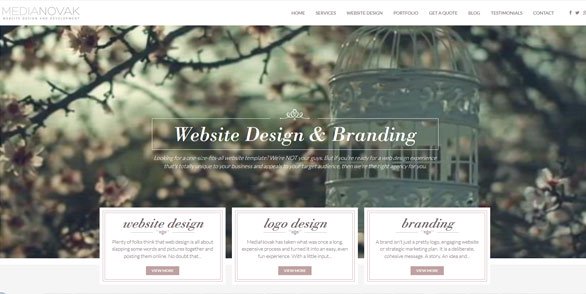 MEDIANOVAK
WEBSITE DESIGN AND DEVELOPMENT
HOME SERVICES WEBSITE DESIGN PORTFOLIO GET A QUOTE BLOG TESTIMONIALS CONTACT
Website Design & Branding
Looking for a one-size-fits-all website template? We're NOT your guys. But if you're ready for a web design experience
that's totally unique to your business and appeals to your target audience, then we're the right agency for you.
website design
Plenty of folks think that web design is all about
slapping some words and pictures together and
posting them online. No doubt that...
VIEW MORE
logo design
MediaNovak has taken what was once a long,
expensive process and turned it into an easy, even
fun experience. With a little input...
VIEW MORE
branding
A brand isn't just a pretty logo, engaging website
or strategic marketing plan. It is a deliberate,
cohesive message. A story. An idea and...
VIEW MORE